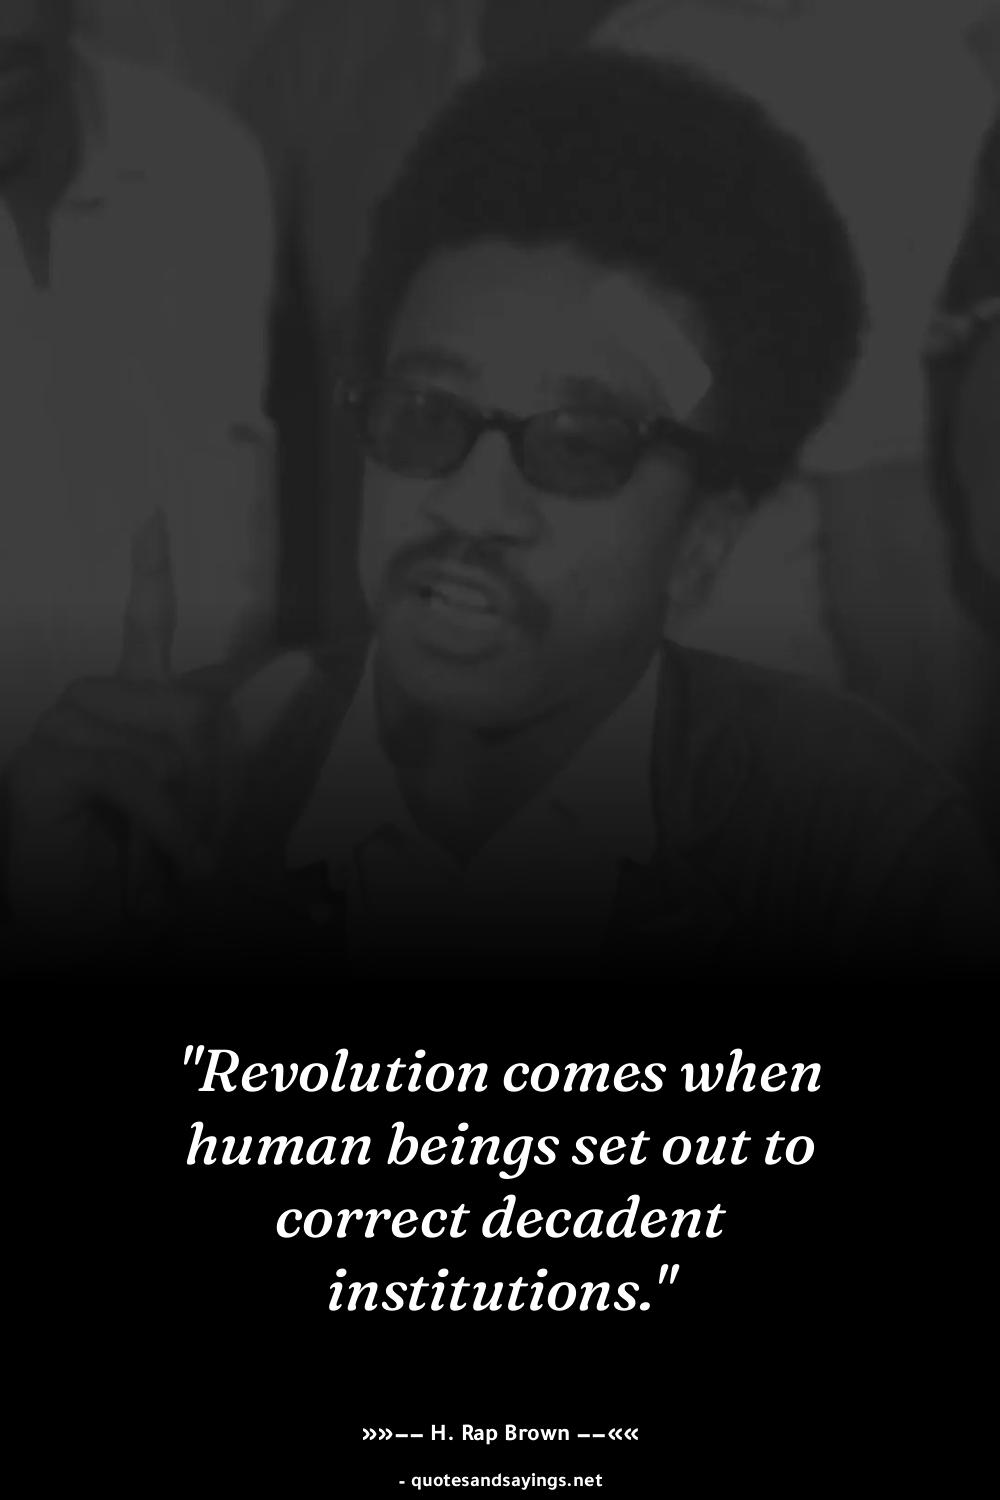 "Revolution comes when
human beings set out to
correct decadent
institutions."
»»–– H. Rap Brown ––««
- quotesandsayings.net